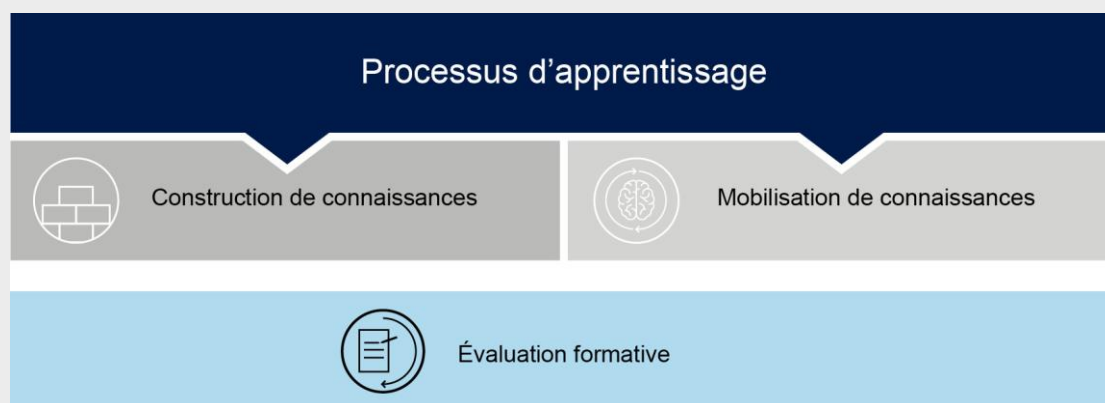 Processus d’apprentissage
Construction de connaissances
Mobilisation de connaissances
Évaluation formative